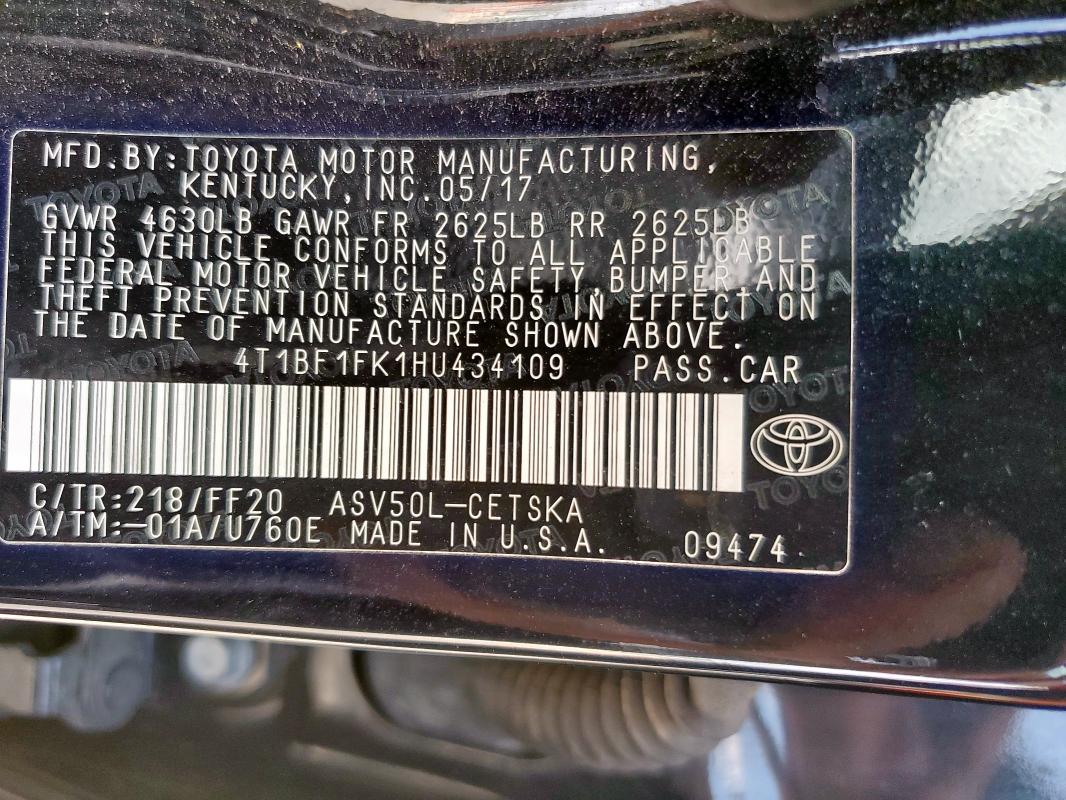 MFD.BY:TOYOTA MOTOR MANUFACTURING,
KENTUCKY,INC.05/17
GVWR 4630LB GAWR FR 2625LB RR 2625LB
THIS VEHICLE CONFORMS TO ALL APPLICABLE
FEDERAL MOTOR VEHICLE SAFETY,BUMPER,AND
THEFT PREVENTION STANDARDS IN EFFECT ON
THE DATE OF MANUFACTURE SHOWN ABOVE.
4T1BF1FK1HU434109 PASS.CAR
C/TR:218/FF20 ASV50L-CETSKA
A/TM:-01A/U760E MADE IN U.S.A. 09474